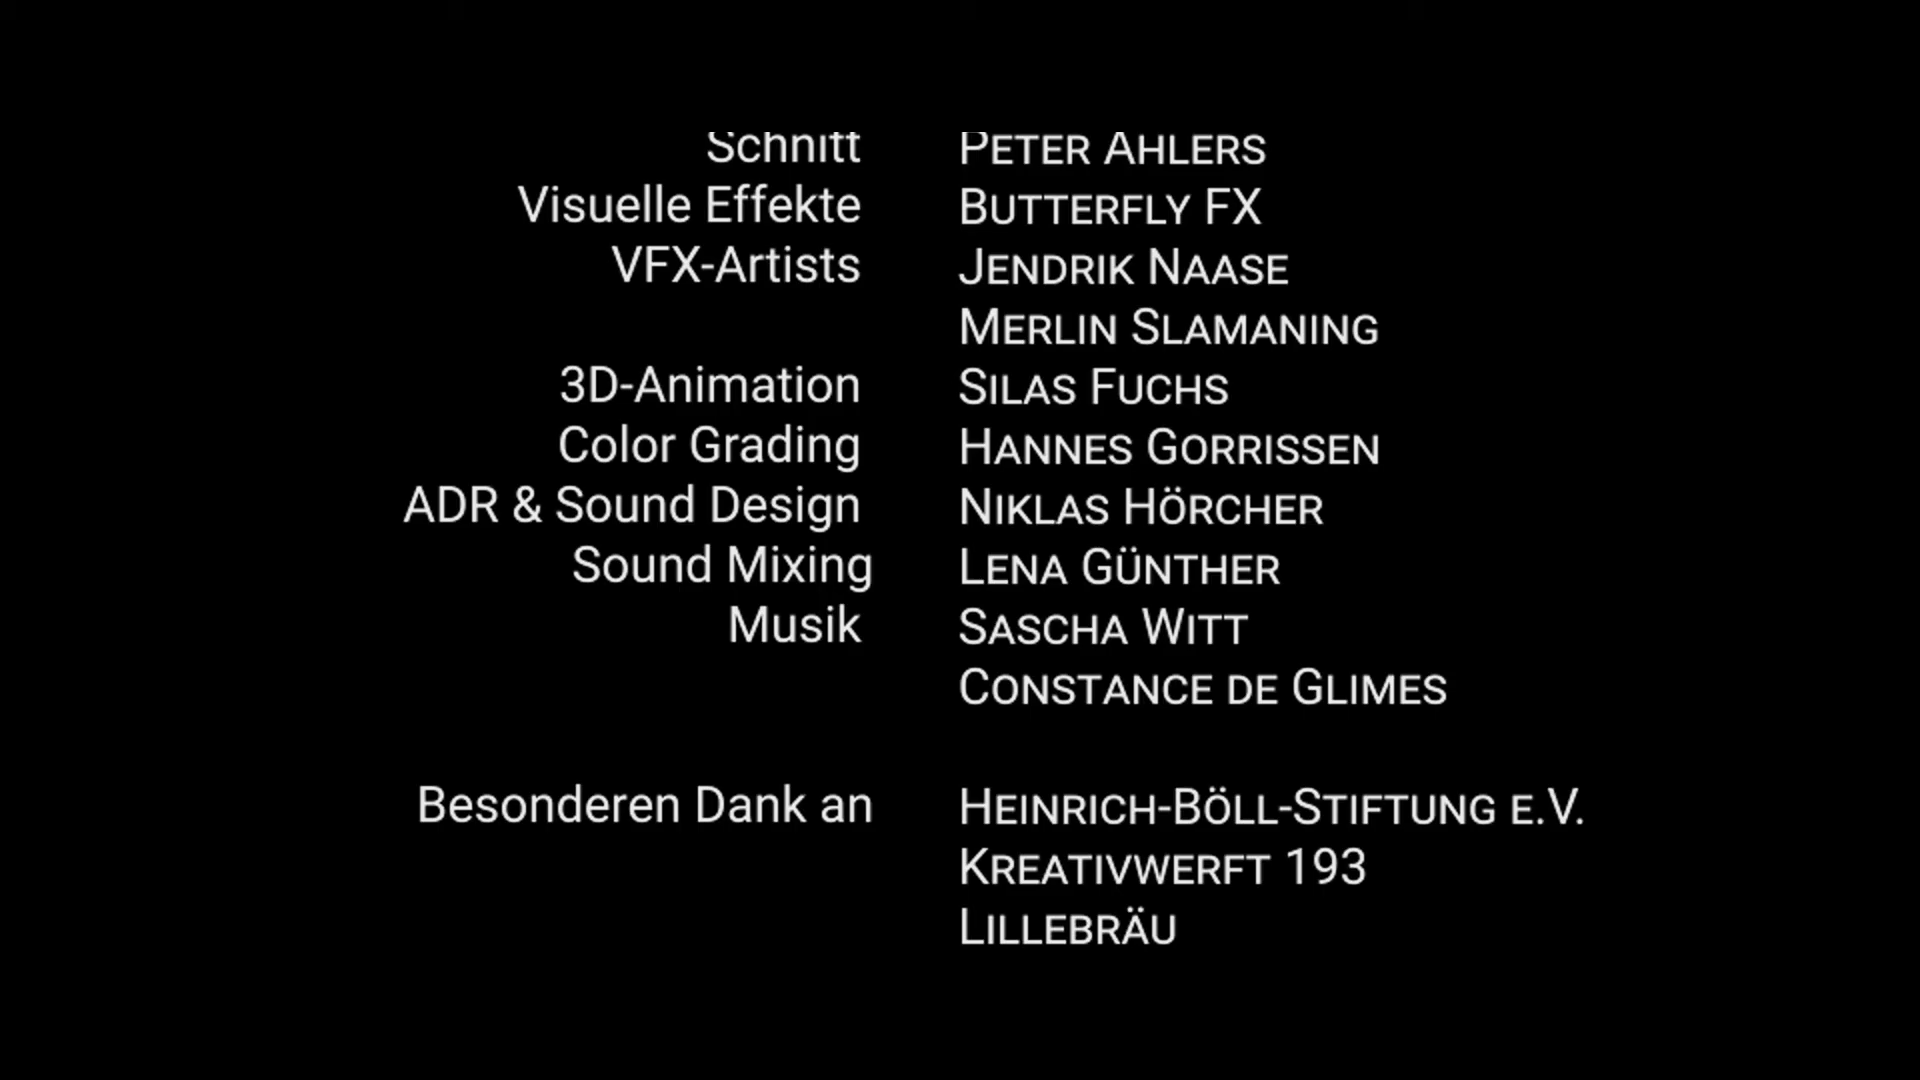 Schnitt Peter Ahlers
Visuelle Effekte Butterfly FX
VFX-Artists Jendrik Naase
Merlin Slamaning
3D-Animation Silas Fuchs
Color Grading Hannes Gorrissen
ADR & Sound Design Niklas Hörcher
Sound Mixing Lena Günther
Musik Sascha Witt
Constance de Glimes
Besonderen Dank an Heinrich-Böll-Stiftung e.V.
Kreativwerft 193
Lillebräu